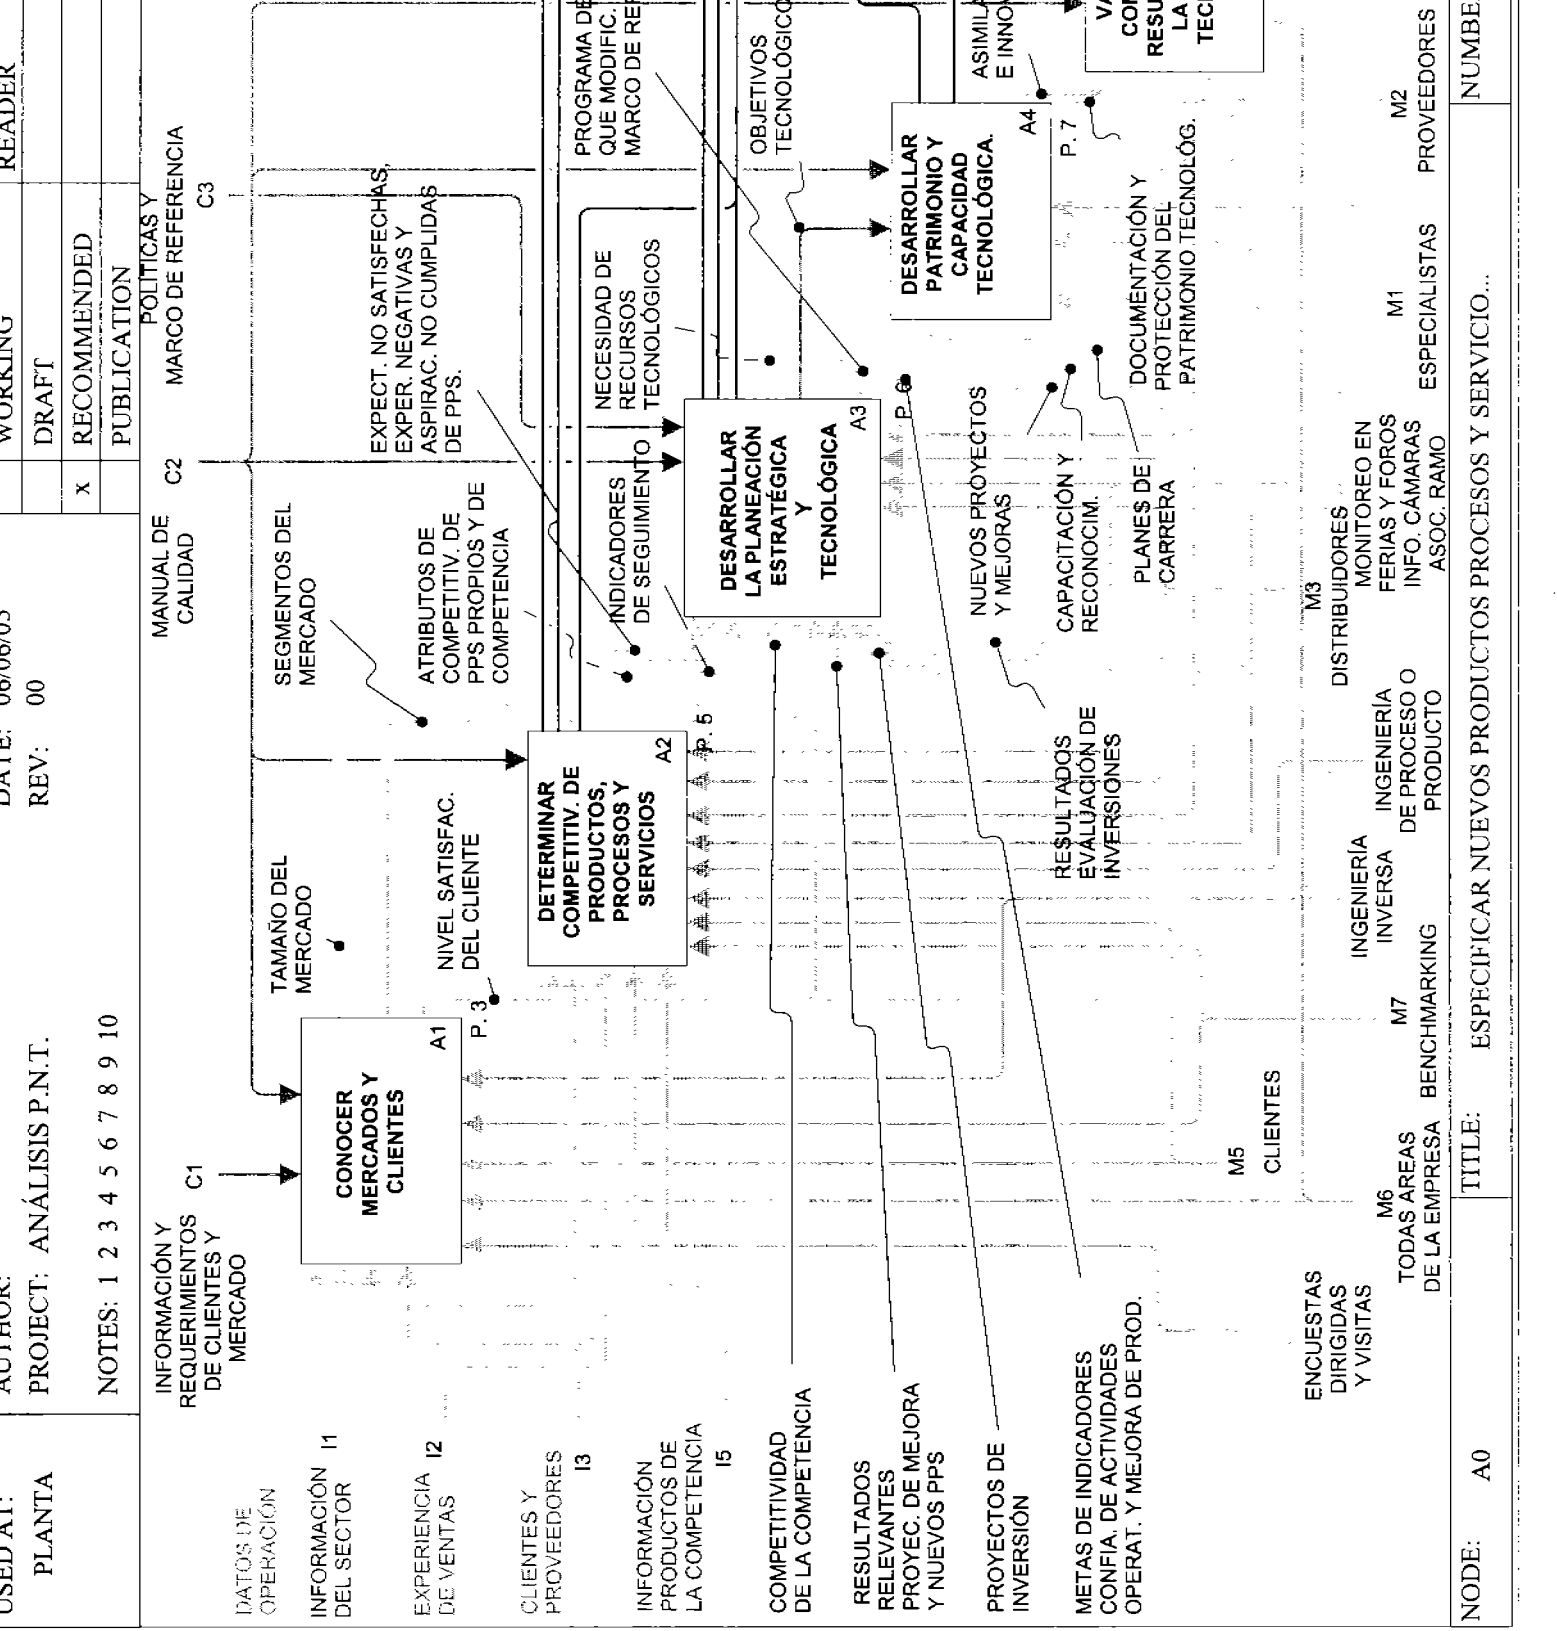 USED AT:
PLANTA
AUTHOR:
PROJECT: ANÁLISIS P.N.T.
NOTES: 1 2 3 4 5 6 7 8 9 10
DATE: 06/06/03
REV: 00
WORKING
DRAFT
x RECOMMENDED
PUBLICATION
READER
INFORMACIÓN Y
REQUERIMIENTOS
DE CLIENTES Y
MERCADO
C1
MANUAL DE
CALIDAD
C2
POLÍTICAS Y
MARCO DE REFERENCIA
C3
DATOS DE
OPERACIÓN
INFORMACIÓN
DEL SECTOR
I1
EXPERIENCIA
DE VENTAS
I2
CLIENTES Y
PROVEEDORES
I3
INFORMACIÓN
PRODUCTOS DE
LA COMPETENCIA
I5
CONOCER
MERCADOS Y
CLIENTES
A1
P. 3
TAMAÑO DEL
MERCADO
SEGMENTOS DEL
MERCADO
NIVEL SATISFAC.
DEL CLIENTE
DETERMINAR
COMPETITIV. DE
PRODUCTOS,
PROCESOS Y
SERVICIOS
A2
P. 5
ATRIBUTOS DE
COMPETITIV. DE
PPS PROPIOS Y DE
COMPETENCIA
EXPECT. NO SATISFECHAS,
EXPER. NEGATIVAS Y
ASPIRAC. NO CUMPLIDAS
DE PPS.
INDICADORES
DE SEGUIMIENTO
DESARROLLAR
LA PLANEACIÓN
ESTRATÉGICA
Y
TECNOLÓGICA
A3
P. 6
NECESIDAD DE
RECURSOS
TECNOLÓGICOS
PROGRAMA DE
QUE MODIFIC.
MARCO DE
OBJETIVOS
TECNOLÓGICO
DESARROLLAR
PATRIMONIO Y
CAPACIDAD
TECNOLÓGICA.
A4
P. 7
E
LA
COMPETITIVIDAD
DE LA COMPETENCIA
RESULTADOS
RELEVANTES
PROYEC. DE MEJORA
Y NUEVOS PPS
PROYECTOS DE
INVERSIÓN
METAS DE INDICADORES
CONFIA. DE ACTIVIDADES
OPERAT. Y MEJORA DE PROD.
RESULTADOS
EVALUACIÓN DE
INVERSIONES
NUEVOS PROYECTOS
Y MEJORAS
CAPACITACIÓN Y
RECONOCIM.
PLANES DE
CARRERA
DOCUMENTACIÓN Y
PROTECCIÓN DEL
PATRIMONIO TECNOLÓG.
ENCUESTAS
DIRIGIDAS
Y VISITAS
M6
TODAS AREAS
DE LA EMPRESA
M5
CLIENTES
M7
BENCHMARKING
INGENIERÍA
INVERSA
INGENIERÍA
DE PROCESO O
PRODUCTO
M3
DISTRIBUIDORES
MONITOREO EN
FERIAS Y FOROS
INFO. CÁMARAS
ASOC. RAMO
M1
ESPECIALISTAS
M2
PROVEEDORES
NODE: A0
TITLE: ESPECIFICAR NUEVOS PRODUCTOS PROCESOS Y SERVICIO...